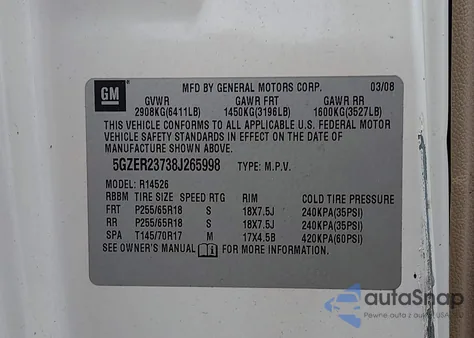 GM
MFD BY GENERAL MOTORS CORP. 03/08
GVWR GAWR FRT GAWR RR
2908KG(6411LB) 1450KG(3196LB) 1600KG(3527LB)
THIS VEHICLE CONFORMS TO ALL APPLICABLE U.S. FEDERAL MOTOR
VEHICLE SAFETY STANDARDS IN EFFECT ON THE DATE OF
MANUFACTURE SHOWN ABOVE.
5GZER23738J265998 TYPE: M.P.V.
MODEL: R14526
RBBM TIRE SIZE SPEED RTG RIM COLD TIRE PRESSURE
FRT P255/65R18 S 18X7.5J 240KPA(35PSI)
RR P255/65R18 S 18X7.5J 240KPA(35PSI)
SPA T145/70R17 M 17X4.5B 420KPA(60PSI)
SEE OWNER'S MANUAL FOR MORE INFORMATION.
autoSnap
Pewne auto z aukcji USA